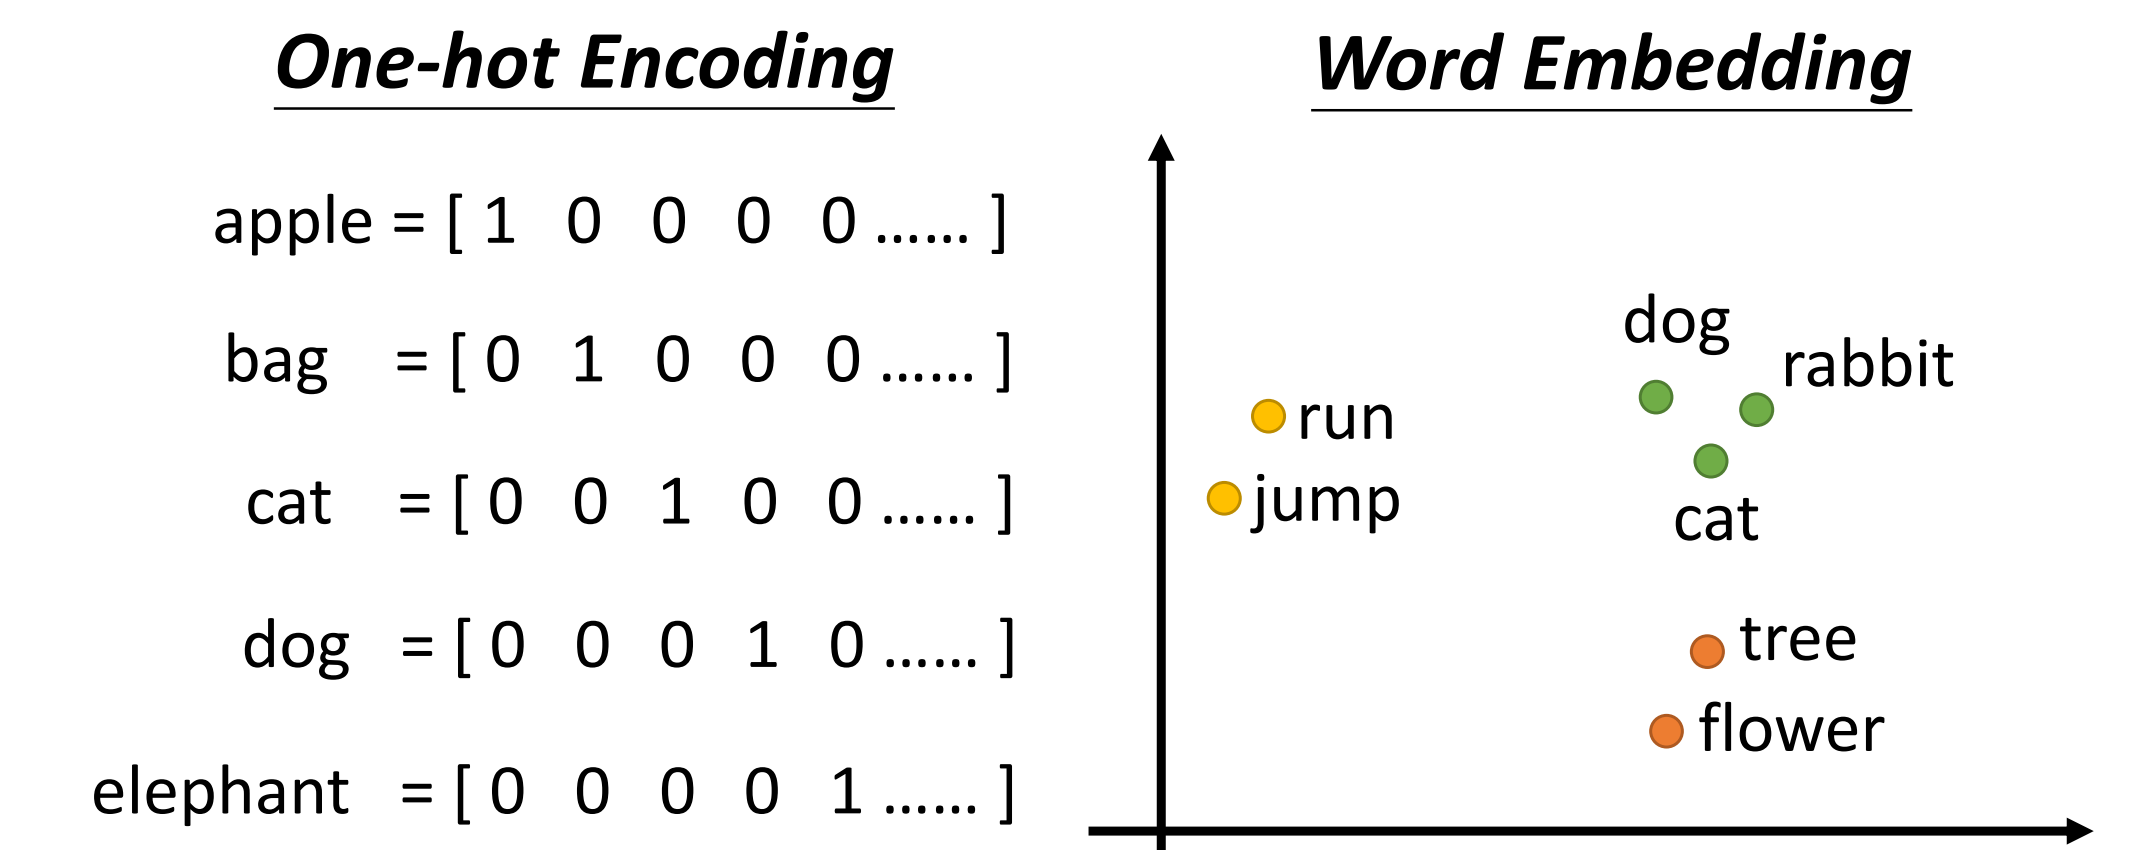 One-hot Encoding
apple = [ 1 0 0 0 0 …… ]
bag = [ 0 1 0 0 0 …… ]
cat = [ 0 0 1 0 0 …… ]
dog = [ 0 0 0 1 0 …… ]
elephant = [ 0 0 0 0 1 …… ]
Word Embedding
dog
rabbit
run
jump
cat
tree
flower